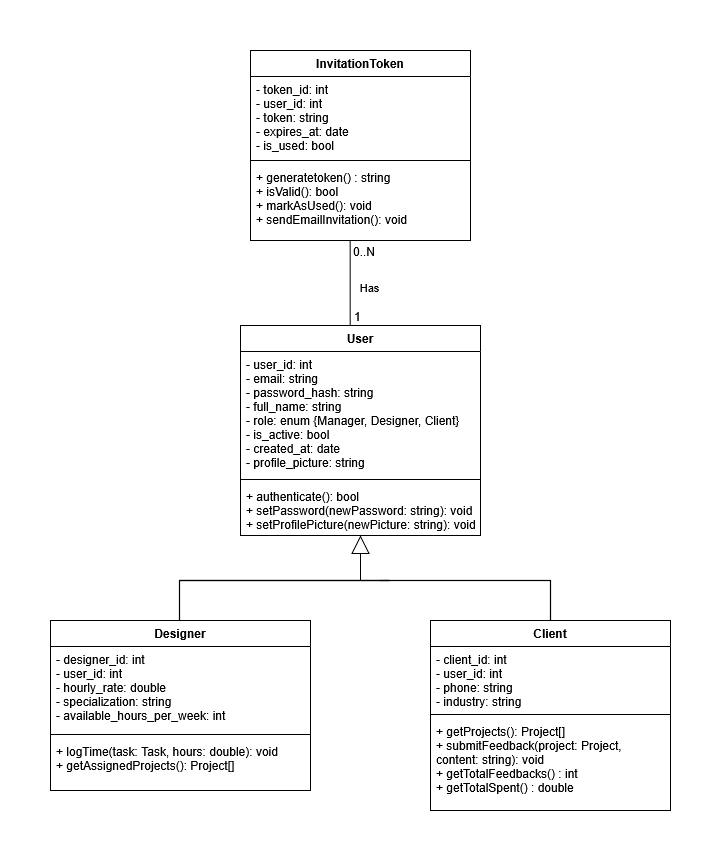 InvitationToken
- token_id: int
- user_id: int
- token: string
- expires_at: date
- is_used: bool
+ generatetoken() : string
+ isValid(): bool
+ markAsUsed(): void
+ sendEmailInvitation(): void
0..N
Has
1
User
- user_id: int
- email: string
- password_hash: string
- full_name: string
- role: enum {Manager, Designer, Client}
- is_active: bool
- created_at: date
- profile_picture: string
+ authenticate(): bool
+ setPassword(newPassword: string): void
+ setProfilePicture(newPicture: string): void
Designer
- designer_id: int
- user_id: int
- hourly_rate: double
- specialization: string
- available_hours_per_week: int
+ logTime(task: Task, hours: double): void
+ getAssignedProjects(): Project[]
Client
- client_id: int
- user_id: int
- phone: string
- industry: string
+ getProjects(): Project[]
+ submitFeedback(project: Project,
content: string): void
+ getTotalFeedbacks() : int
+ getTotalSpent() : double